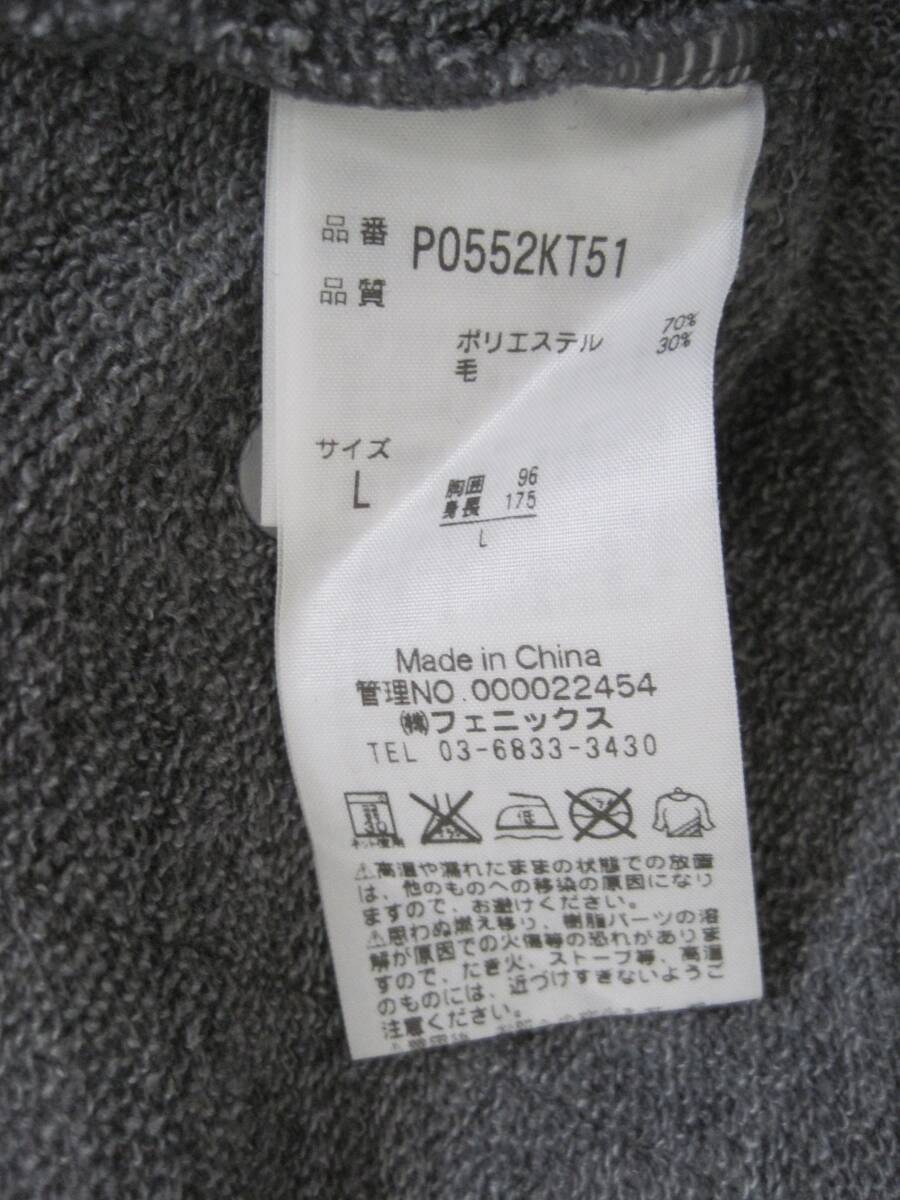 品番 P0552KT51
品質
ポリエステル 70%
毛 30%
サイズ
L
胸囲 96
身長 175
L
Made in China
管理NO.000022454
㈱フェニックス
TEL 03-6833-3430
30 低
ネット使用
⚠高温や濡れたままの状態での放置
は、他のものへの移染の原因になり
ますので、お避けください。
⚠思わぬ燃え移り、樹脂パーツの溶
解が原因での火傷等の恐れがありま
すので、たき火、ストーブ等、高温
のものには、近づけすぎないようご
注意ください。